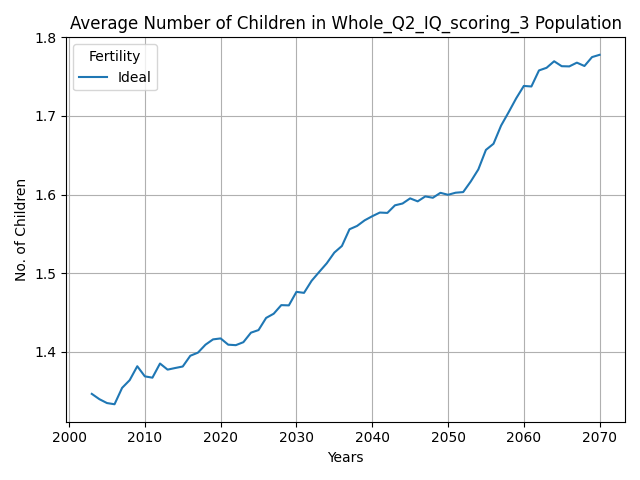 Average Number of Children in Whole_Q2_IQ_scoring_3 Population
Fertility
Ideal
No. of Children
1.8
1.7
1.6
1.5
1.4
2000 2010 2020 2030 2040 2050 2060 2070
Years